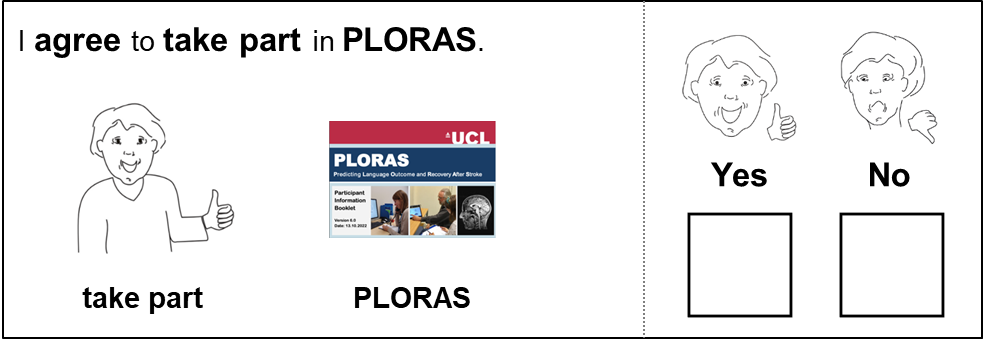 I agree to take part in PLORAS.
UCL
PLORAS
Predicting Language Outcome and Recovery After Stroke
Participant
Information
Booklet
Version 8.0
Date: 13.10.2022
take part
PLORAS
Yes
No